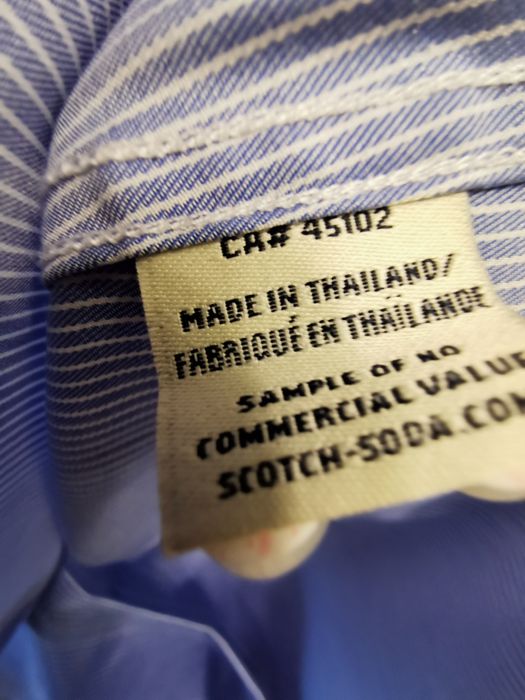 CA# 45102
MADE IN THAILAND/
FABRIQUÉ EN THAÏLANDE
SAMPLE OF NO
COMMERCIAL VALUE
SCOTCH-SODA.COM